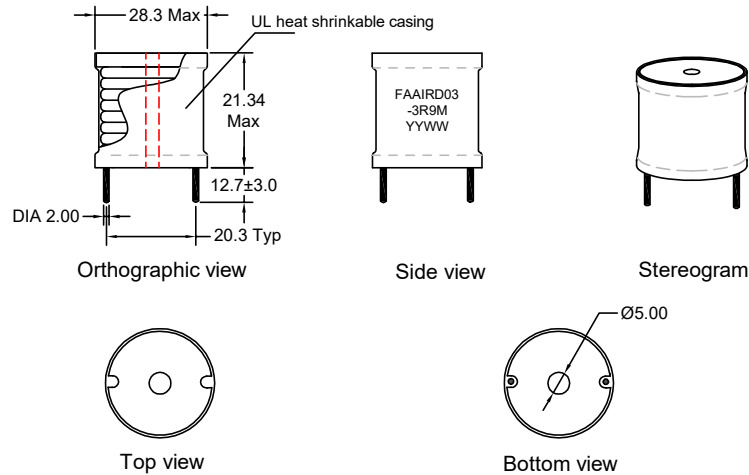 28.3 Max
UL heat shrinkable casing
21.34
Max
12.7±3.0
DIA 2.00
20.3 Typ
Orthographic view
FAAIRD03
-3R9M
YYWW
Side view
Stereogram
Top view
Ø5.00
Bottom view